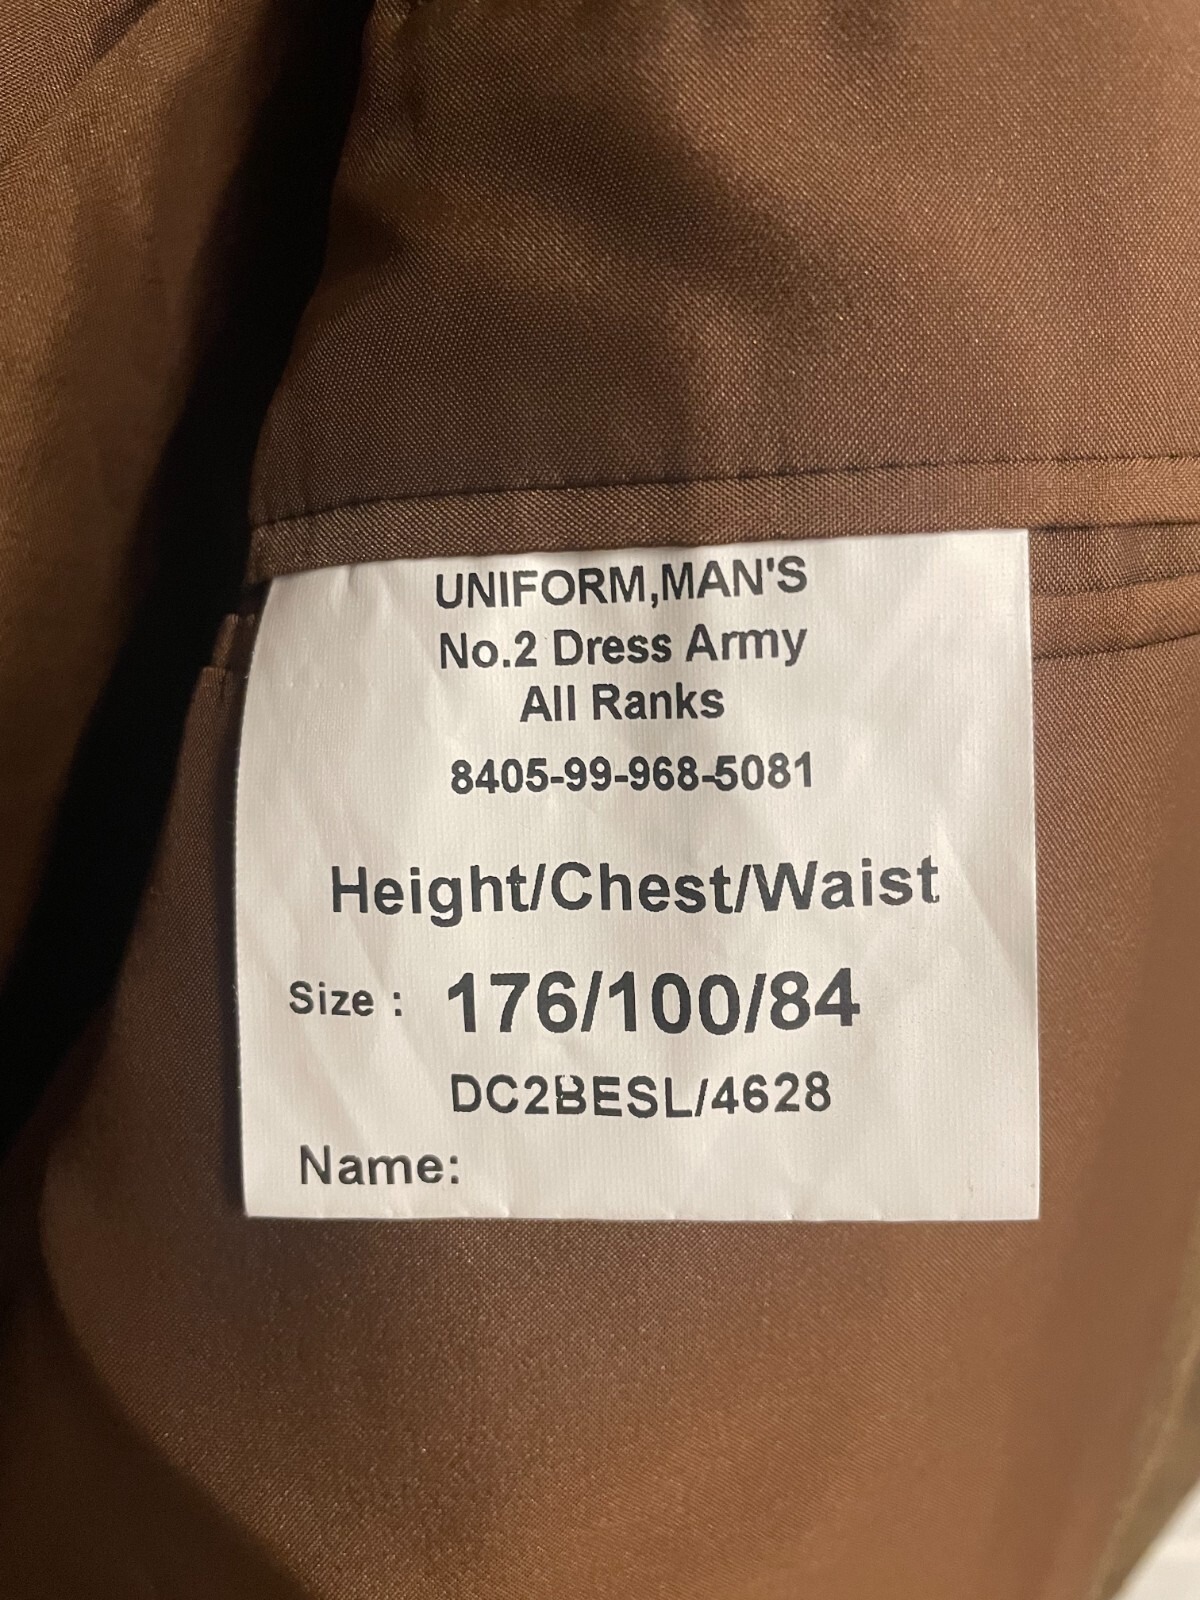 UNIFORM,MAN'S
No.2 Dress Army
All Ranks
8405-99-968-5081
Height/Chest/Waist
Size : 176/100/84
DC2BESL/4628
Name: